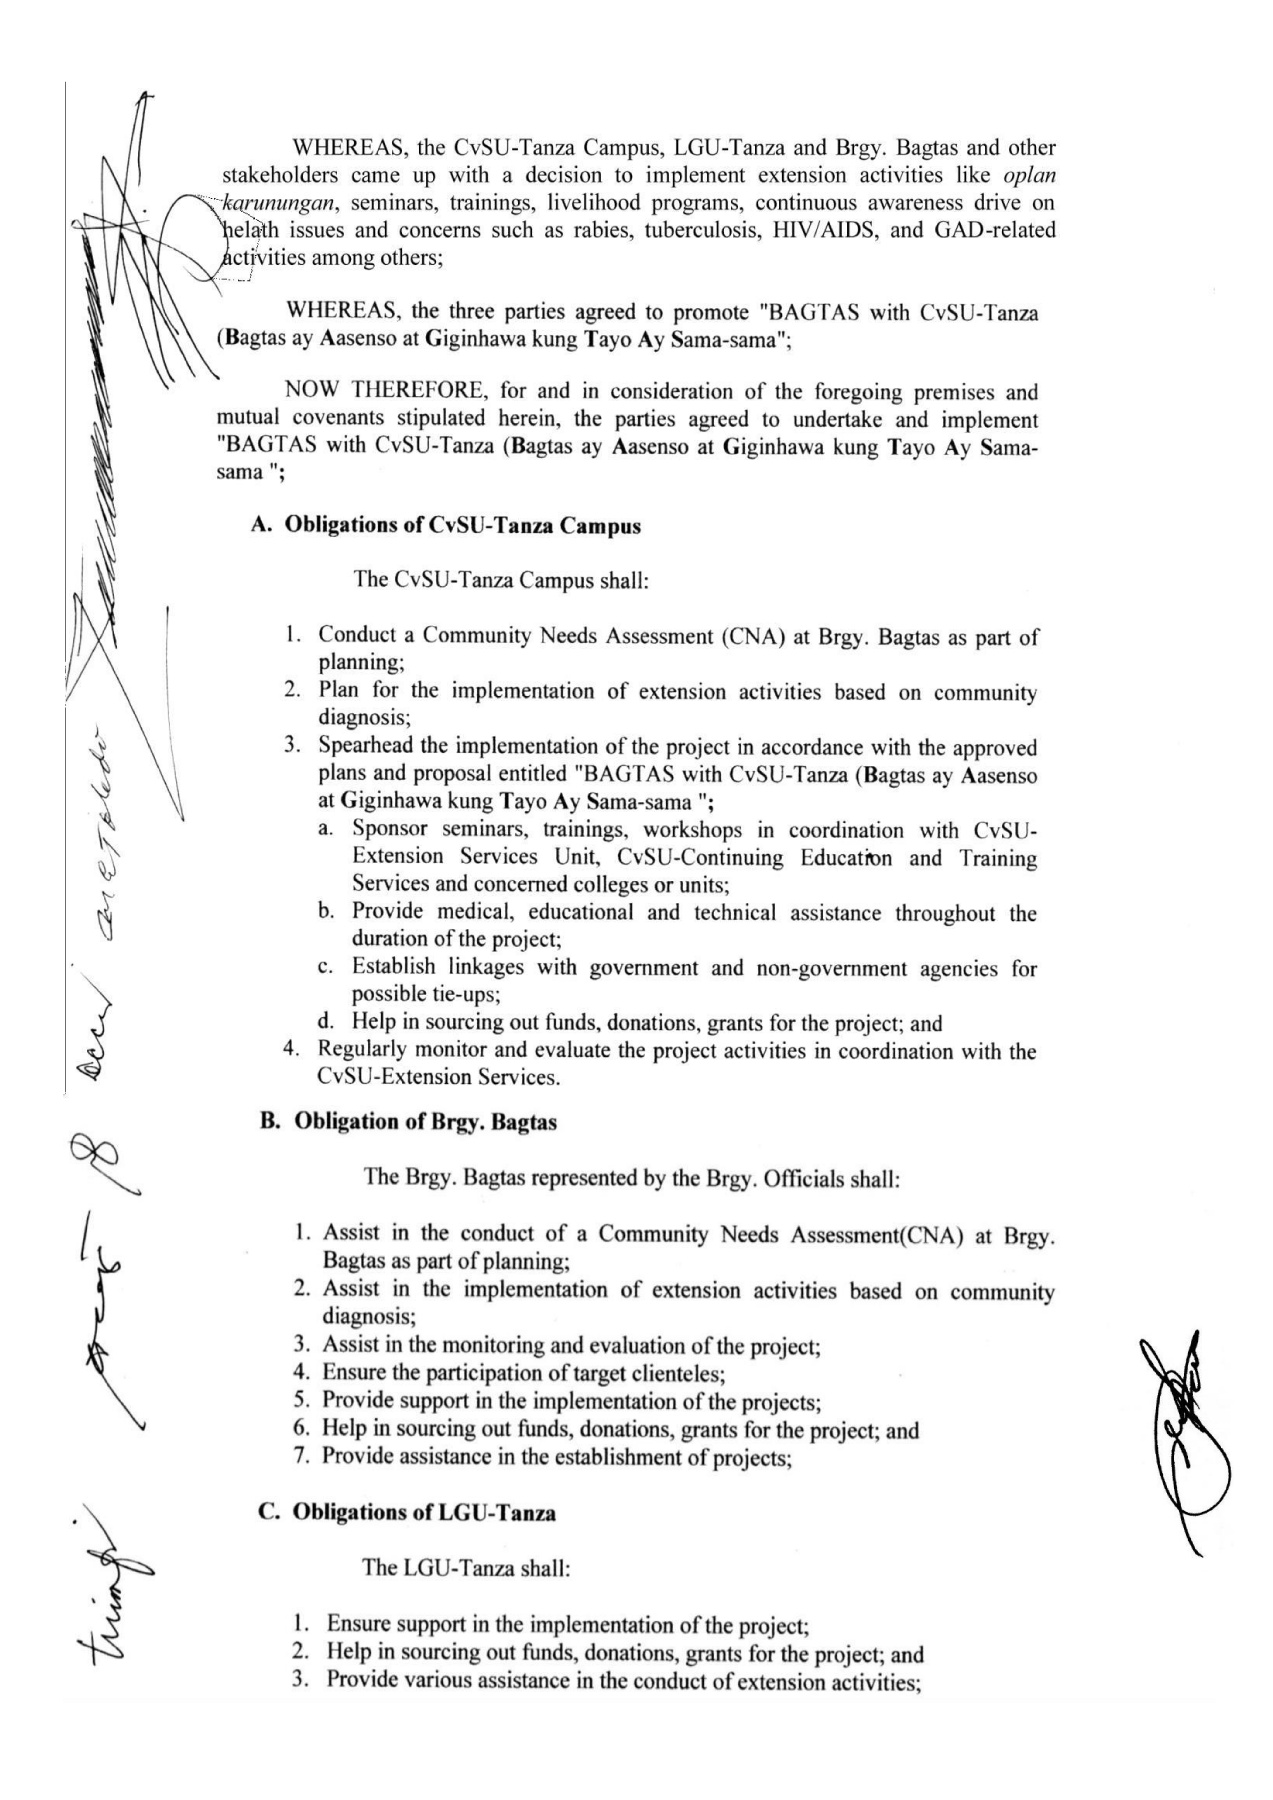 WHEREAS, the CvSU-Tanza Campus, LGU-Tanza and Brgy. Bagtas and other
stakeholders came up with a decision to implement extension activities like oplan
karunungan, seminars, trainings, livelihood programs, continuous awareness drive on
helath issues and concerns such as rabies, tuberculosis, HIV/AIDS, and GAD-related
activities among others;
WHEREAS, the three parties agreed to promote "BAGTAS with CvSU-Tanza
(Bagtas ay Aasenso at Giginhawa kung Tayo Ay Sama-sama";
NOW THEREFORE, for and in consideration of the foregoing premises and
mutual covenants stipulated herein, the parties agreed to undertake and implement
"BAGTAS with CvSU-Tanza (Bagtas ay Aasenso at Giginhawa kung Tayo Ay Sama-
sama ";
A. Obligations of CvSU-Tanza Campus
The CvSU-Tanza Campus shall:
1. Conduct a Community Needs Assessment (CNA) at Brgy. Bagtas as part of
planning;
2. Plan for the implementation of extension activities based on community
diagnosis;
3. Spearhead the implementation of the project in accordance with the approved
plans and proposal entitled "BAGTAS with CvSU-Tanza (Bagtas ay Aasenso
at Giginhawa kung Tayo Ay Sama-sama ";
a. Sponsor seminars, trainings, workshops in coordination with CvSU-
Extension Services Unit, CvSU-Continuing Education and Training
Services and concerned colleges or units;
b. Provide medical, educational and technical assistance throughout the
duration of the project;
c. Establish linkages with government and non-government agencies for
possible tie-ups;
d. Help in sourcing out funds, donations, grants for the project; and
4. Regularly monitor and evaluate the project activities in coordination with the
CvSU-Extension Services.
B. Obligation of Brgy. Bagtas
The Brgy. Bagtas represented by the Brgy. Officials shall:
1. Assist in the conduct of a Community Needs Assessment(CNA) at Brgy.
Bagtas as part of planning;
2. Assist in the implementation of extension activities based on community
diagnosis;
3. Assist in the monitoring and evaluation of the project;
4. Ensure the participation of target clienteles;
5. Provide support in the implementation of the projects;
6. Help in sourcing out funds, donations, grants for the project; and
7. Provide assistance in the establishment of projects;
C. Obligations of LGU-Tanza
The LGU-Tanza shall:
1. Ensure support in the implementation of the project;
2. Help in sourcing out funds, donations, grants for the project; and
3. Provide various assistance in the conduct of extension activities;